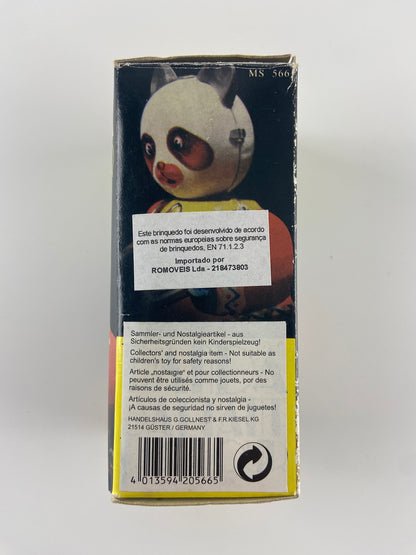 MS 566
Este brinquedo foi desenvolvido de acordo
com as normas europeias sobre segurança
de brinquedos, EN 71.1.2.3
Importado por
ROMOVEIS Lda - 218473803
Sammler- und Nostalgieartikel - aus
Sicherheitsgründen kein Kinderspielzeug!
Collectors' and nostalgia item - Not suitable as
children's toy for safety reasons!
Article „nostalgie" et pour collectionneurs - No
peuvent être utilisés comme jouets, por des
raisons de sécurité.
Artículos de coleccionista y nostalgia -
¡A causas de seguridad no sirven de juguetes!
HANDELSHAUS G.GOLLNEST & F.R.KIESEL KG
21514 GÜSTER / GERMANY
4 013594 205665